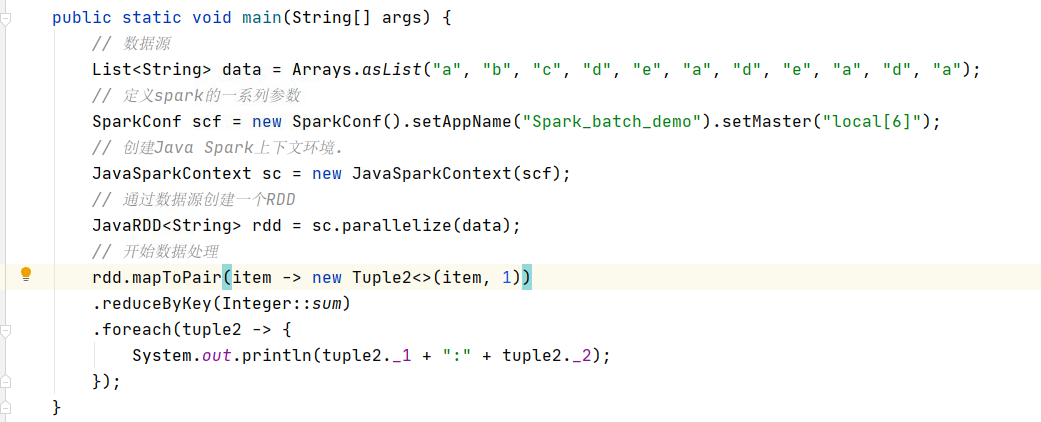 public static void main(String[] args) {
// 数据源
List<String> data = Arrays.asList("a", "b", "c", "d", "e", "a", "d", "e", "a", "d", "a");
// 定义spark的一系列参数
SparkConf scf = new SparkConf().setAppName("Spark_batch_demo").setMaster("local[6]");
// 创建Java Spark上下文环境.
JavaSparkContext sc = new JavaSparkContext(scf);
// 通过数据源创建一个RDD
JavaRDD<String> rdd = sc.parallelize(data);
// 开始数据处理
rdd.mapToPair(item -> new Tuple2<>(item, 1))
.reduceByKey(Integer::sum)
.foreach(tuple2 -> {
System.out.println(tuple2._1 + ":" + tuple2._2);
});
}